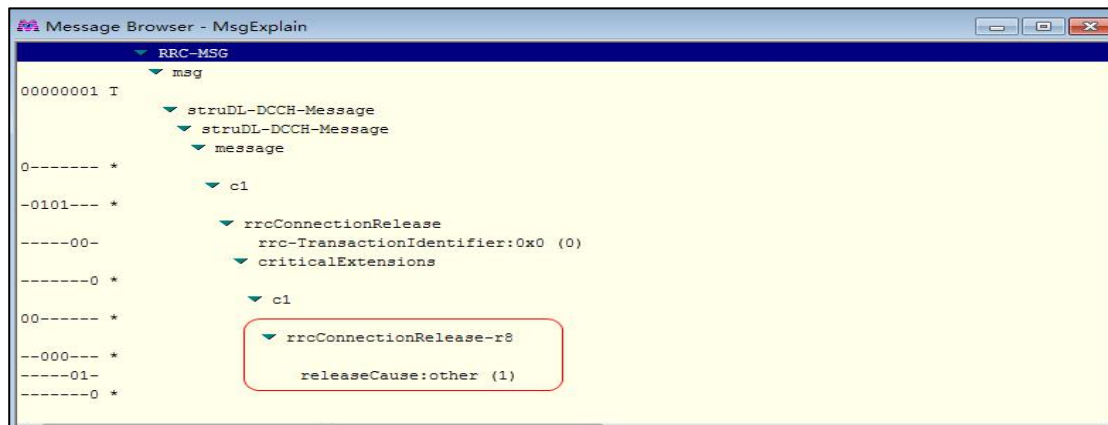 Message Browser - MsgExplain
RRC-MSG
msg
00000001 T
struDL-DCCH-Message
struDL-DCCH-Message
message
0------- *
c1
-0101--- *
rrcConnectionRelease
-----00- rrc-TransactionIdentifier:0x0 (0)
criticalExtensions
-------0 *
c1
00------ *
rrcConnectionRelease-r8
--000--- *
-----01- releaseCause:other (1)
-------0 *